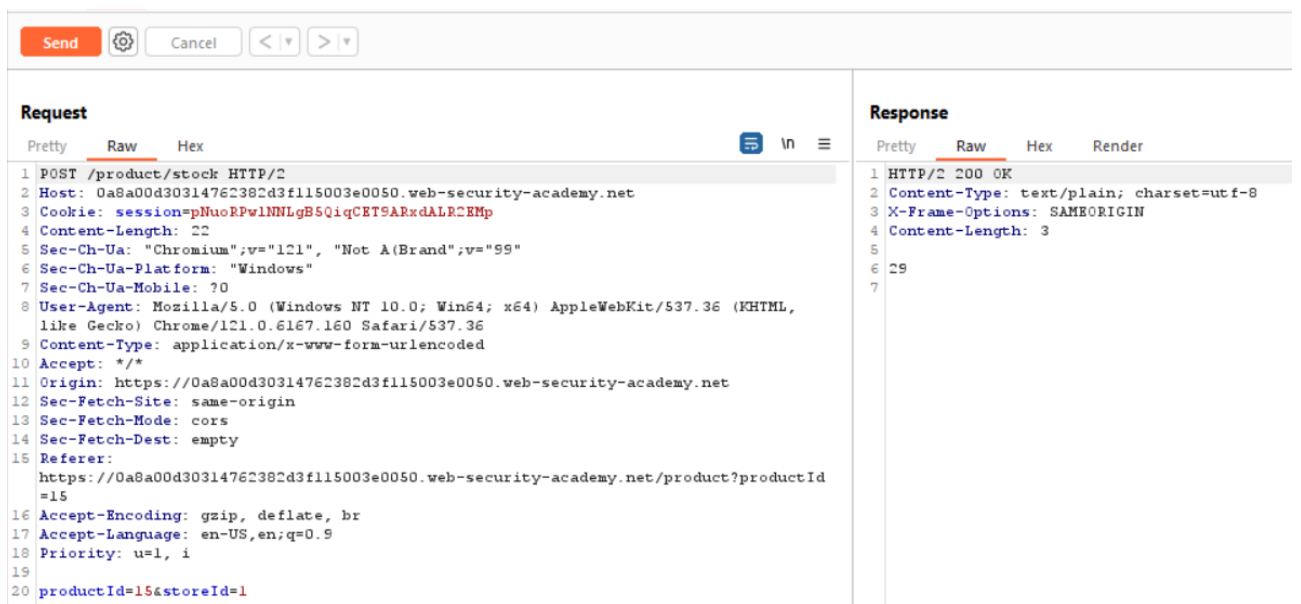 Send Cancel < >
Request
Pretty Raw Hex \n
1 POST /product/stock HTTP/2
2 Host: 0a8a00d30314762382d3f115003e0050.web-security-academy.net
3 Cookie: session=pNuoRPwlNNLgB5QiqCET9ARxdALR2EMp
4 Content-Length: 22
5 Sec-Ch-Ua: "Chromium";v="121", "Not A(Brand";v="99"
6 Sec-Ch-Ua-Platform: "Windows"
7 Sec-Ch-Ua-Mobile: ?0
8 User-Agent: Mozilla/5.0 (Windows NT 10.0; Win64; x64) AppleWebKit/537.36 (KHTML,
like Gecko) Chrome/121.0.6167.160 Safari/537.36
9 Content-Type: application/x-www-form-urlencoded
10 Accept: */*
11 Origin: https://0a8a00d30314762382d3f115003e0050.web-security-academy.net
12 Sec-Fetch-Site: same-origin
13 Sec-Fetch-Mode: cors
14 Sec-Fetch-Dest: empty
15 Referer:
https://0a8a00d30314762382d3f115003e0050.web-security-academy.net/product?productId
=15
16 Accept-Encoding: gzip, deflate, br
17 Accept-Language: en-US,en;q=0.9
18 Priority: u=1, i
19
20 productId=15&storeId=1
Response
Pretty Raw Hex Render
1 HTTP/2 200 OK
2 Content-Type: text/plain; charset=utf-8
3 X-Frame-Options: SAMEORIGIN
4 Content-Length: 3
5
6 29
7